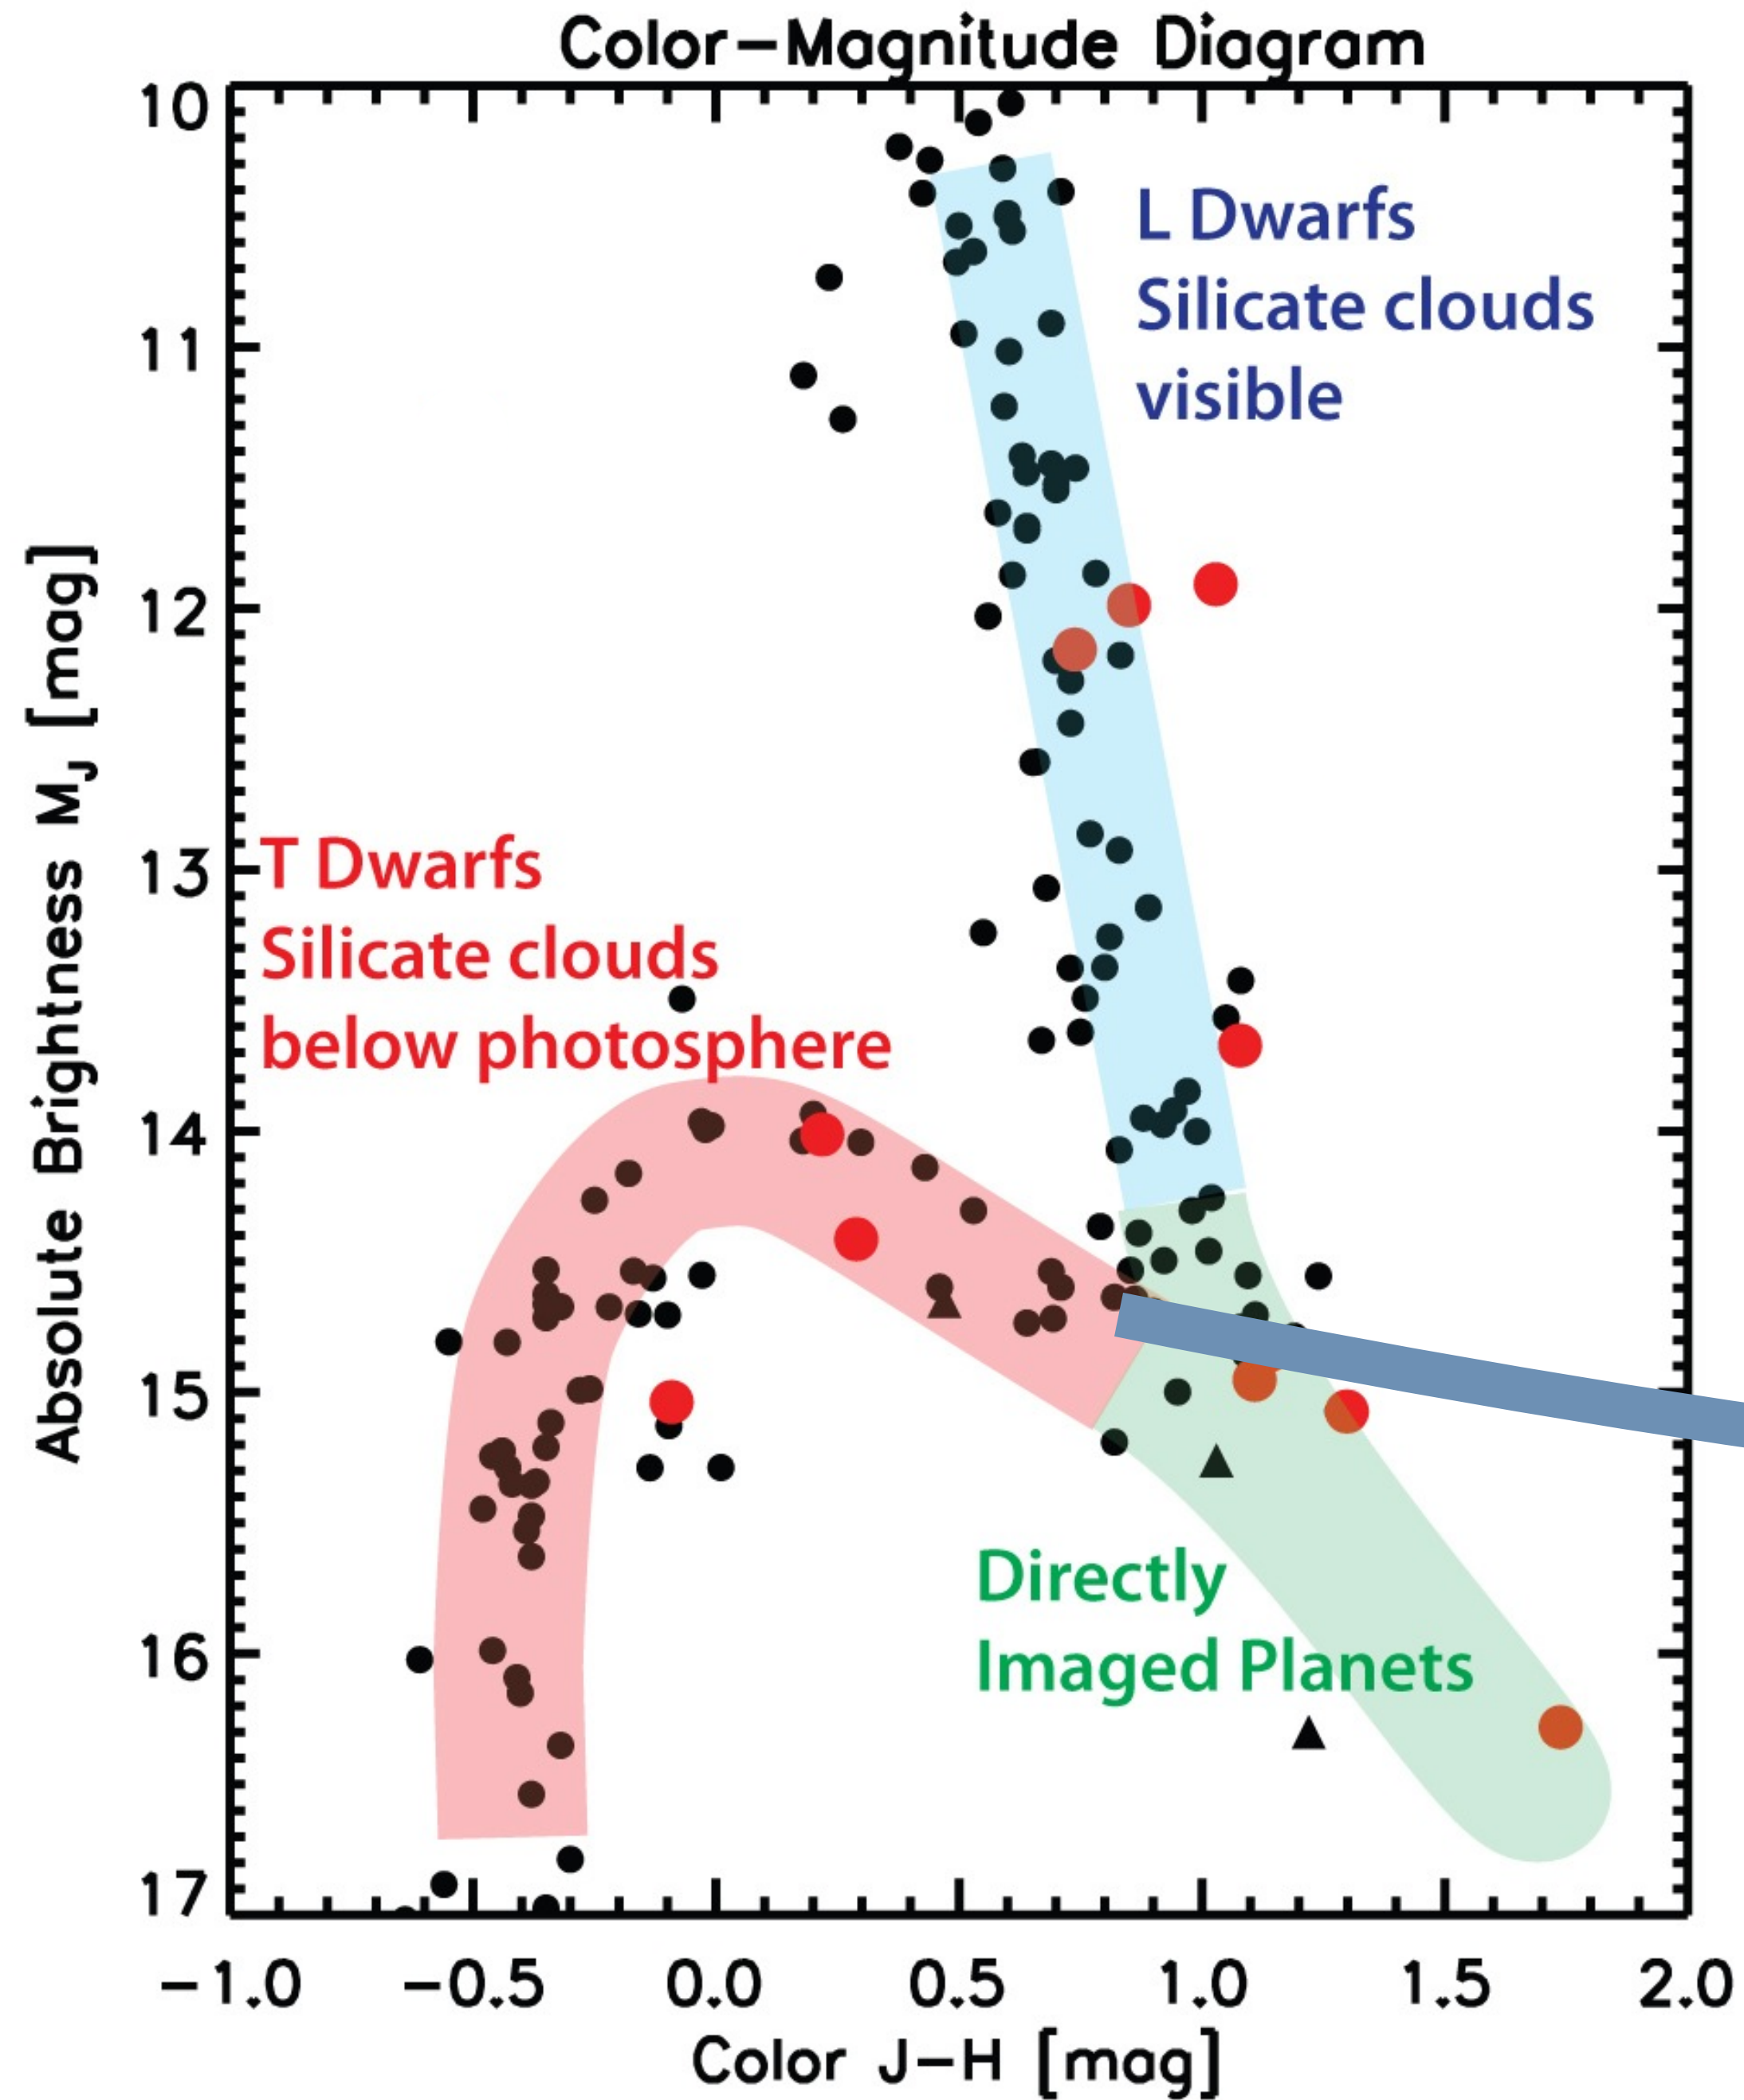 Color–Magnitude Diagram
10
11
12
13
14
15
16
17
Absolute Brightness MJ [mag]
L Dwarfs
Silicate clouds
visible
T Dwarfs
Silicate clouds
below photosphere
Directly
Imaged Planets
−1.0 −0.5 0.0 0.5 1.0 1.5 2.0
Color J–H [mag]